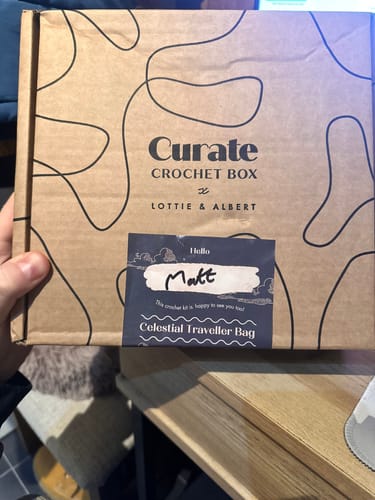 Curate
CROCHET BOX
x
LOTTIE & ALBERT
Hello
Matt
This crochet kit is happy to see you too!
Celestial Traveller Bag